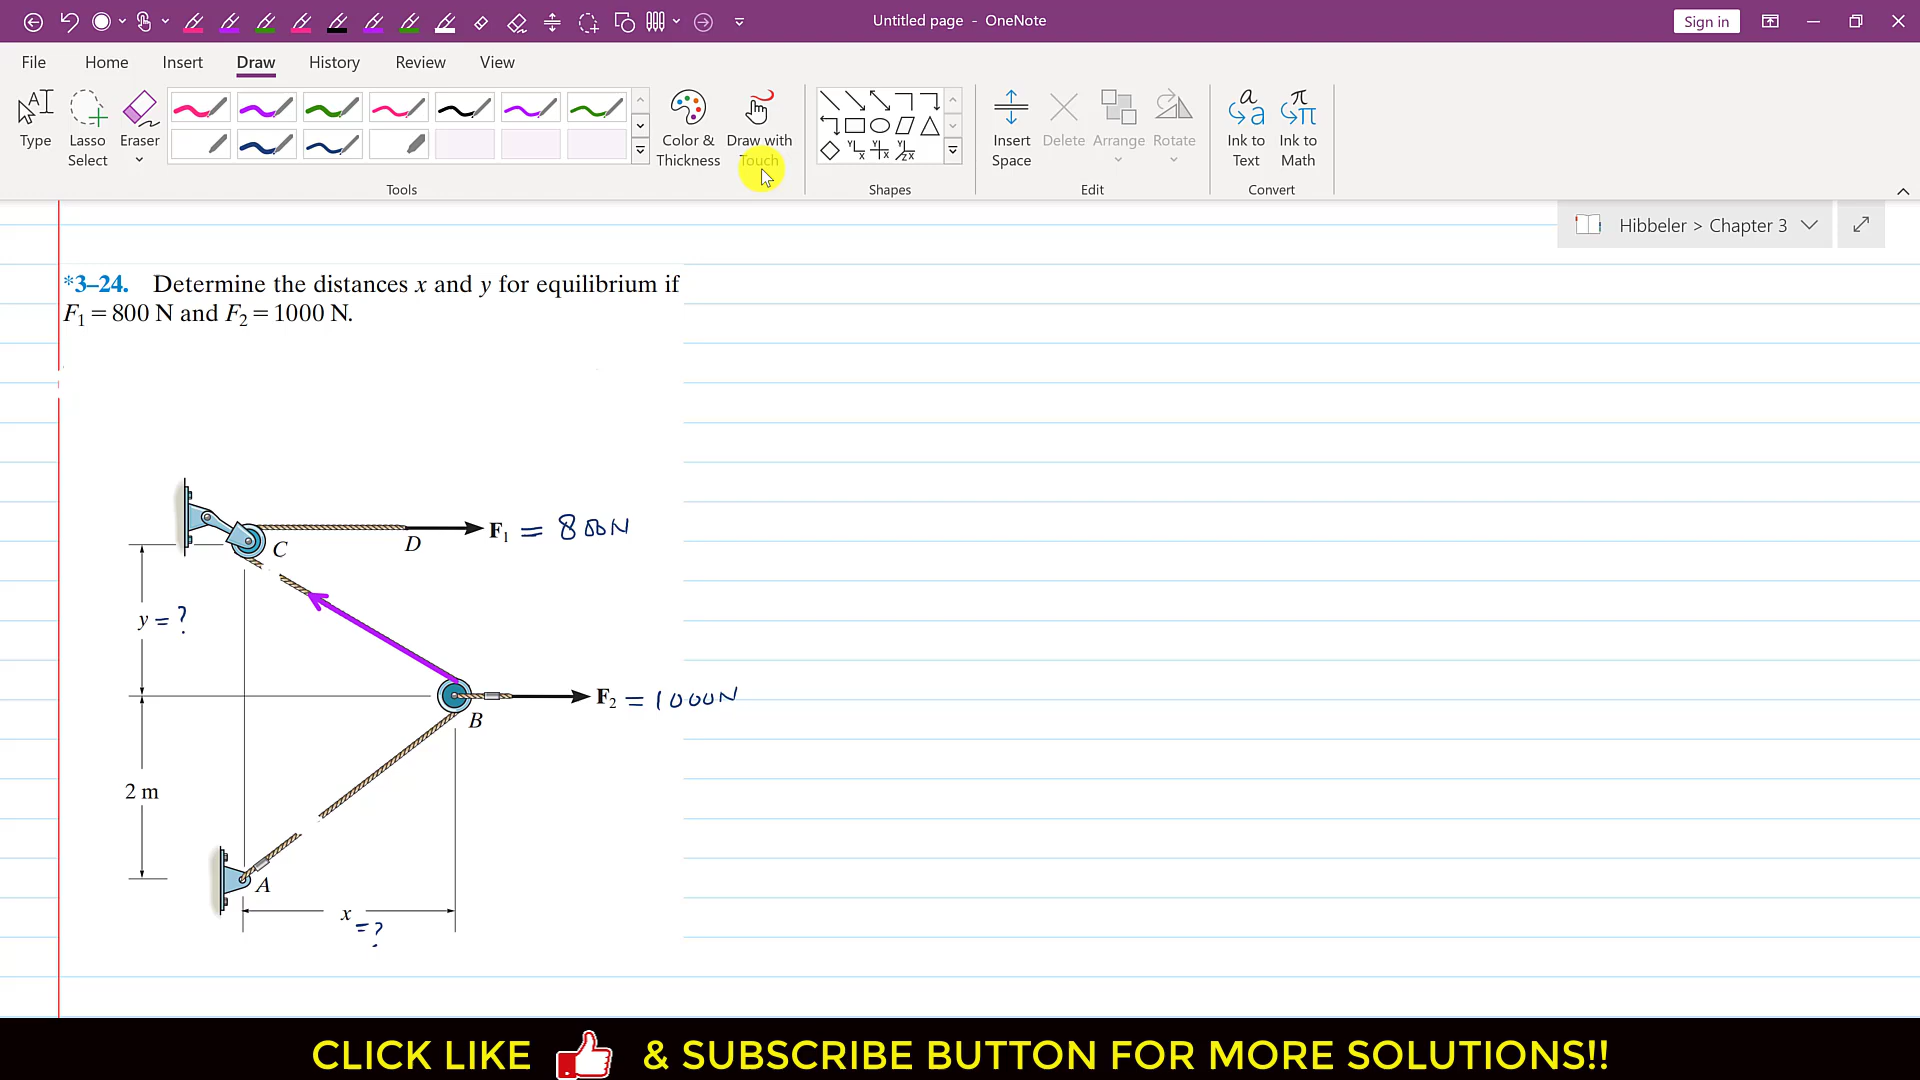 Untitled page - OneNote
Sign in
File Home Insert Draw History Review View
Type
Lasso Select
Eraser
Color & Thickness
Draw with Touch
Insert Space
Delete
Arrange
Rotate
Ink to Text
Ink to Math
Tools
Shapes
Edit
Convert
Hibbeler > Chapter 3
*3–24. Determine the distances x and y for equilibrium if
F₁ = 800 N and F₂ = 1000 N.
F₁ = 800N
D
C
y = ?
F₂ = 1000N
B
2 m
A
x
= ?
CLICK LIKE & SUBSCRIBE BUTTON FOR MORE SOLUTIONS!!